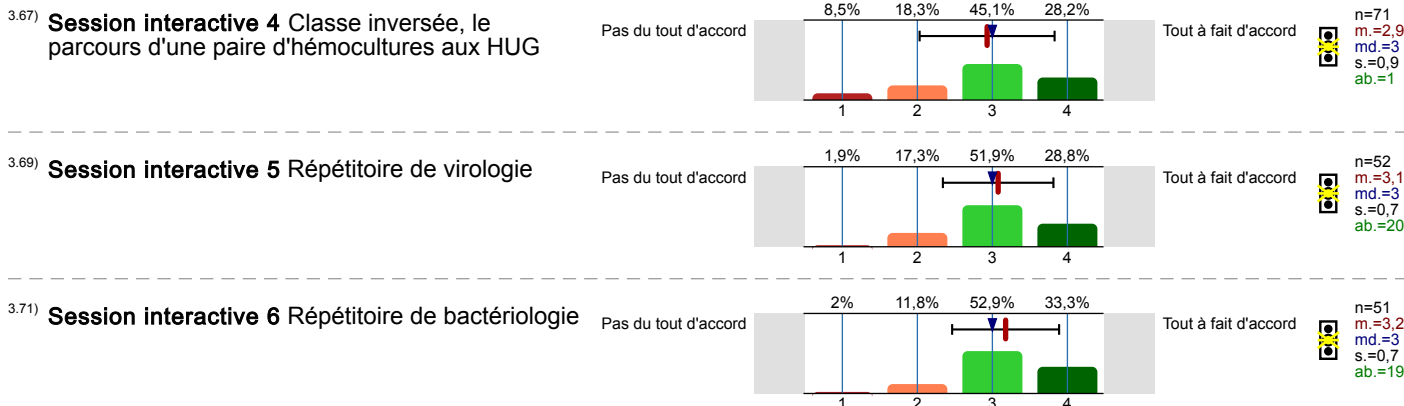 3.67) Session interactive 4 Classe inversée, le
parcours d'une paire d'hémocultures aux HUG
Pas du tout d'accord
8,5% 18,3% 45,1% 28,2%
1 2 3 4
Tout à fait d'accord
n=71
m.=2,9
md.=3
s.=0,9
ab.=1
3.69) Session interactive 5 Répétitoire de virologie
Pas du tout d'accord
1,9% 17,3% 51,9% 28,8%
1 2 3 4
Tout à fait d'accord
n=52
m.=3,1
md.=3
s.=0,7
ab.=20
3.71) Session interactive 6 Répétitoire de bactériologie
Pas du tout d'accord
2% 11,8% 52,9% 33,3%
1 2 3 4
Tout à fait d'accord
n=51
m.=3,2
md.=3
s.=0,7
ab.=19